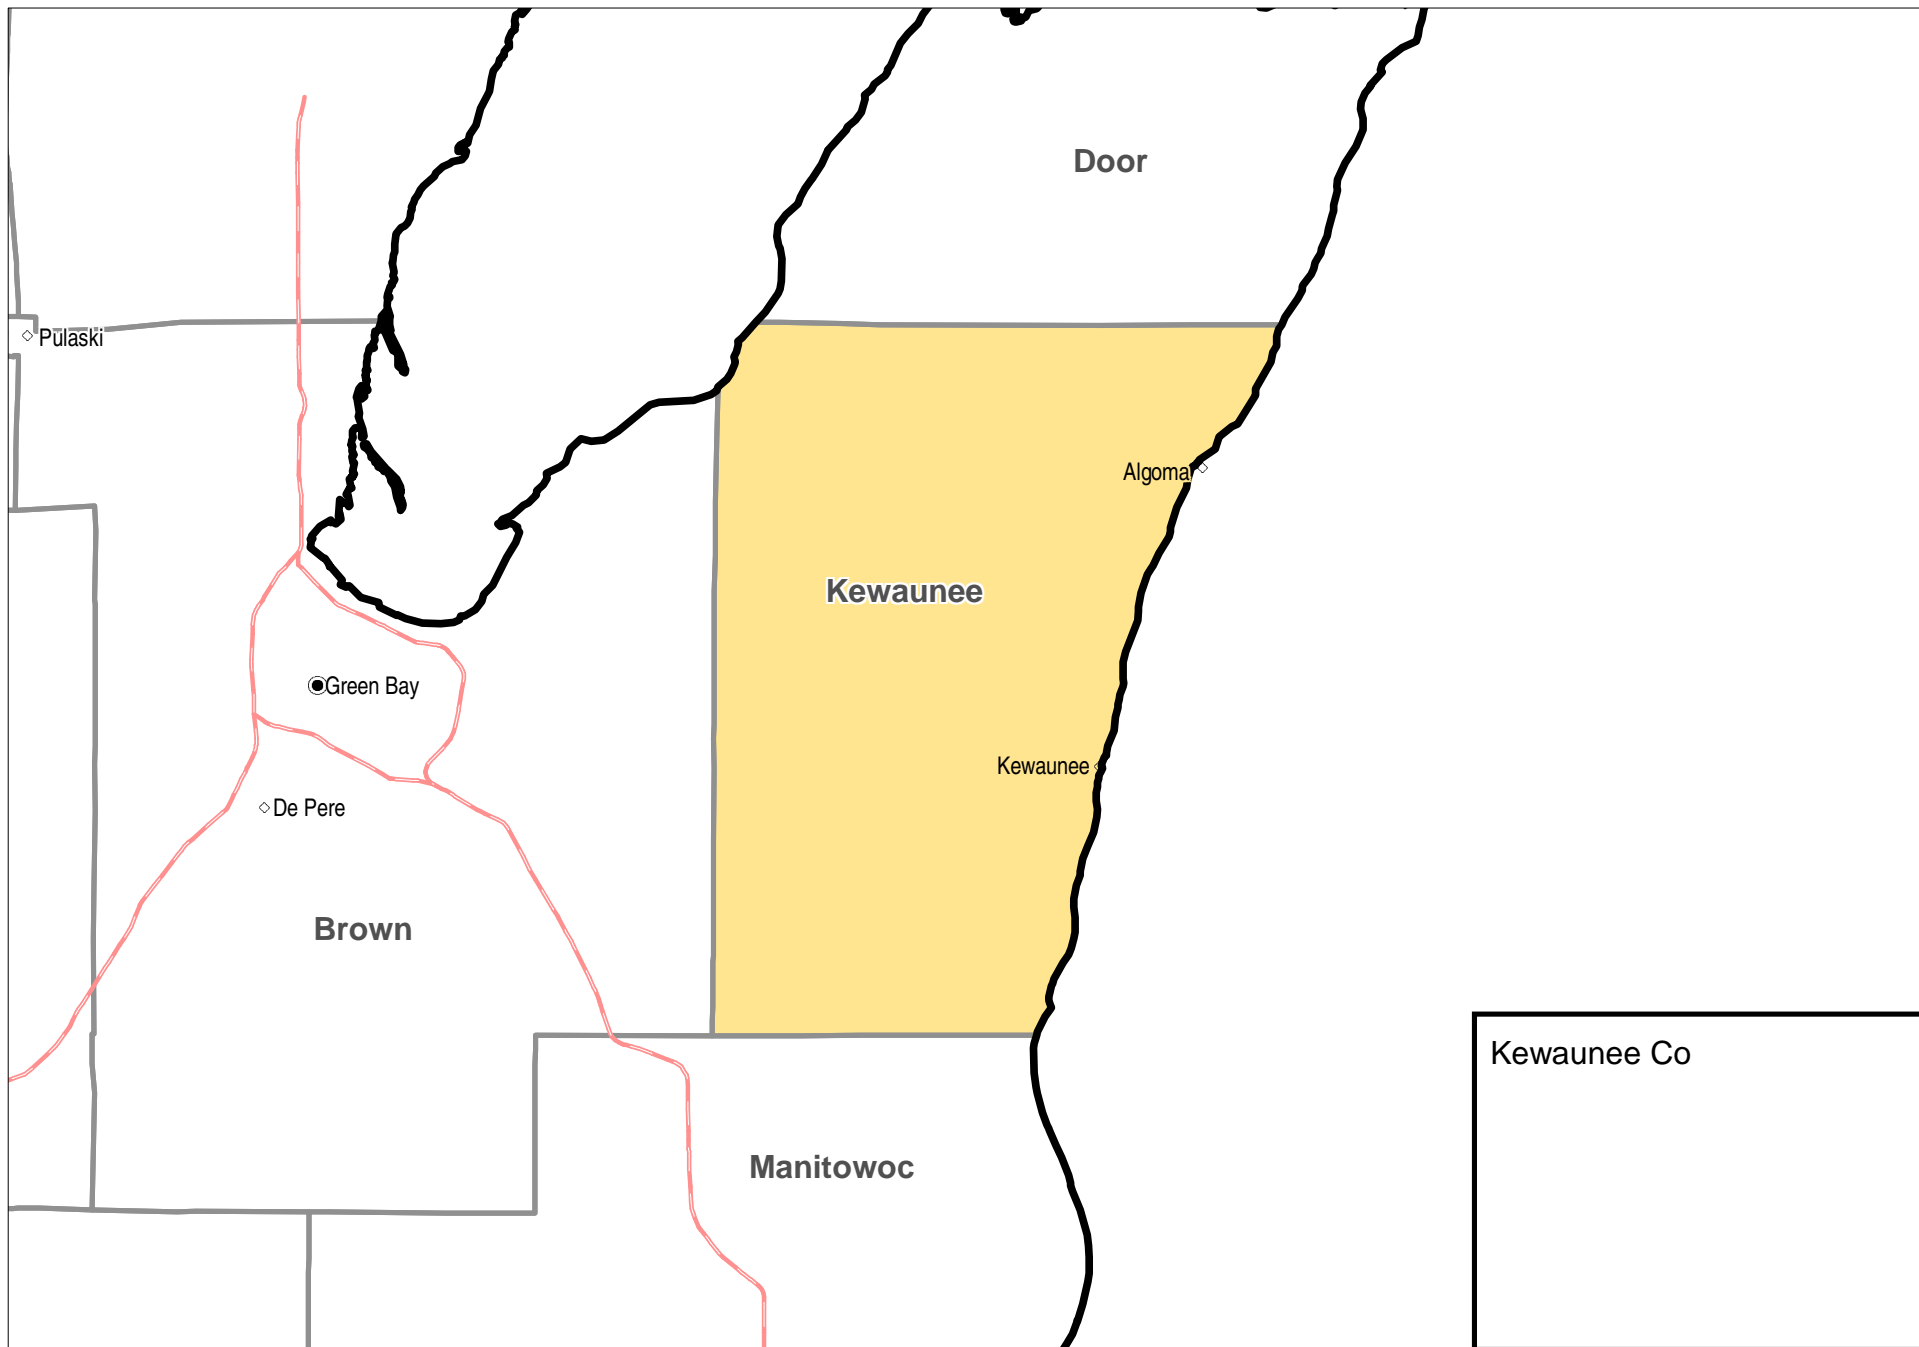 Door
Pulaski
Algoma
Kewaunee
Green Bay
Kewaunee
De Pere
Brown
Kewaunee Co
Manitowoc